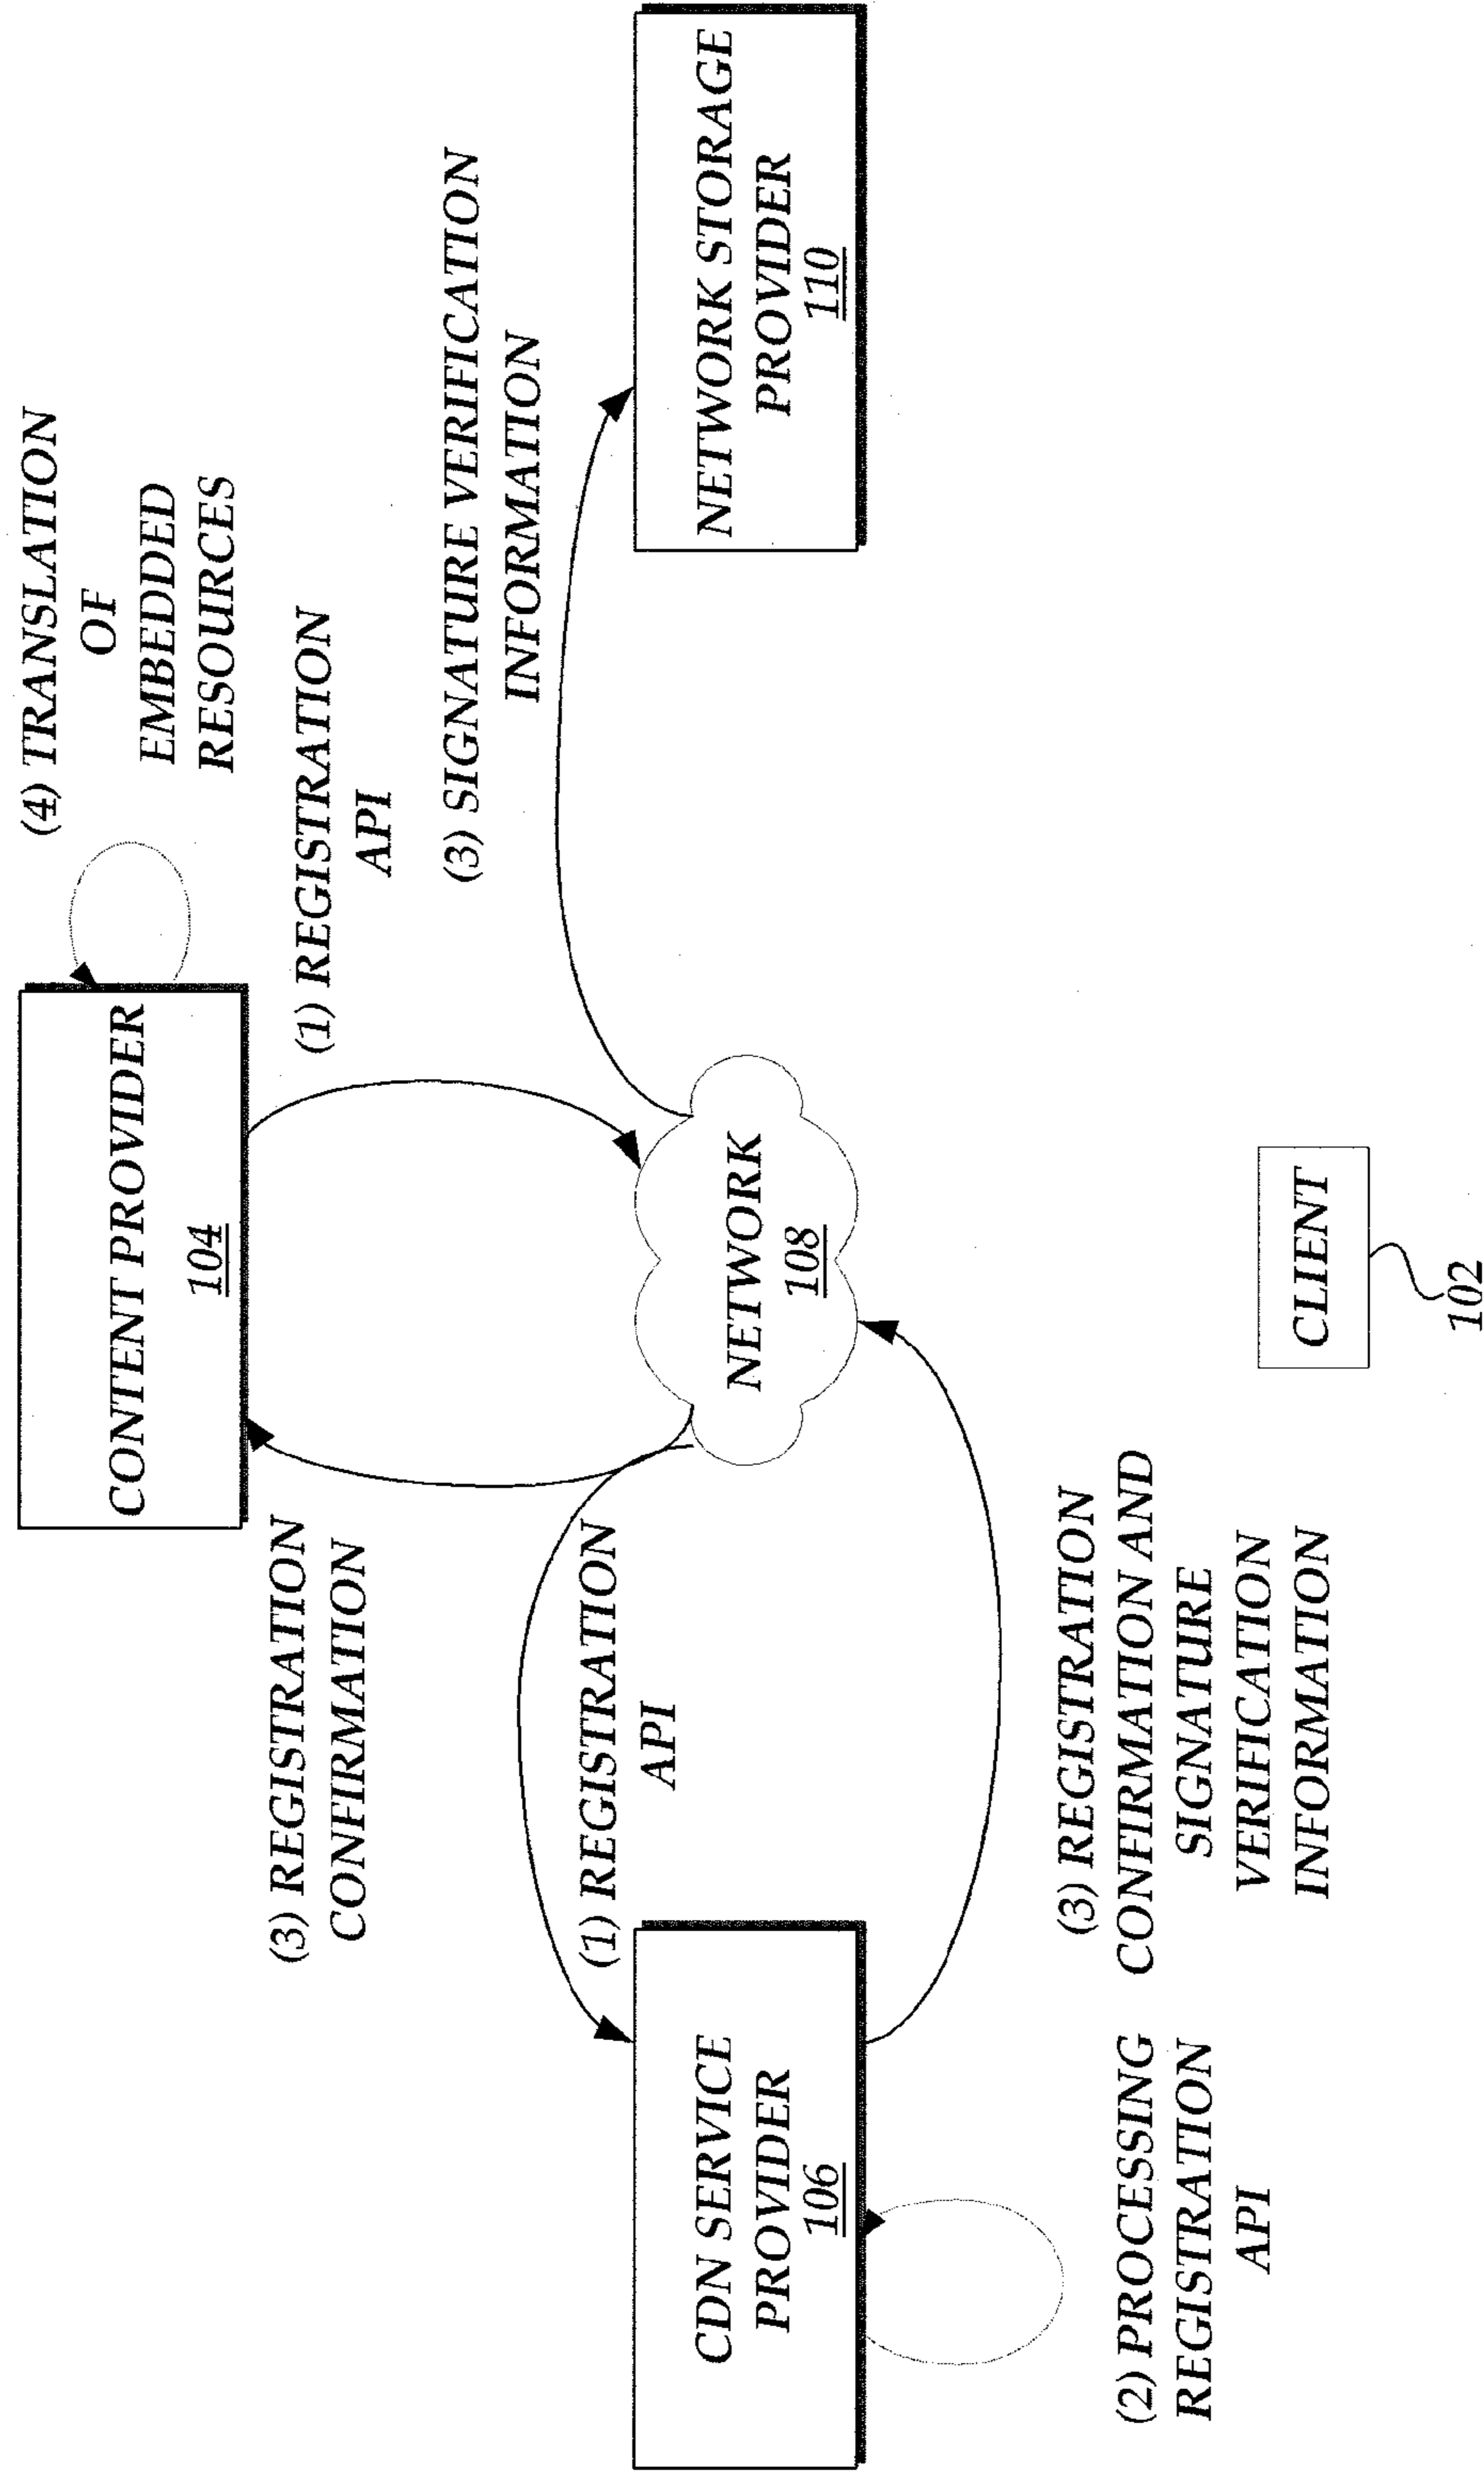 (4) TRANSLATION
OF
EMBEDDED
RESOURCES
CONTENT PROVIDER
104
(3) REGISTRATION
CONFIRMATION
(1) REGISTRATION
API
(3) SIGNATURE VERIFICATION
INFORMATION
(1) REGISTRATION
API
CDN SERVICE
PROVIDER
106
NETWORK
108
NETWORK STORAGE
PROVIDER
110
(2) PROCESSING
REGISTRATION
API
(3) REGISTRATION
CONFIRMATION AND
SIGNATURE
VERIFICATION
INFORMATION
CLIENT
102